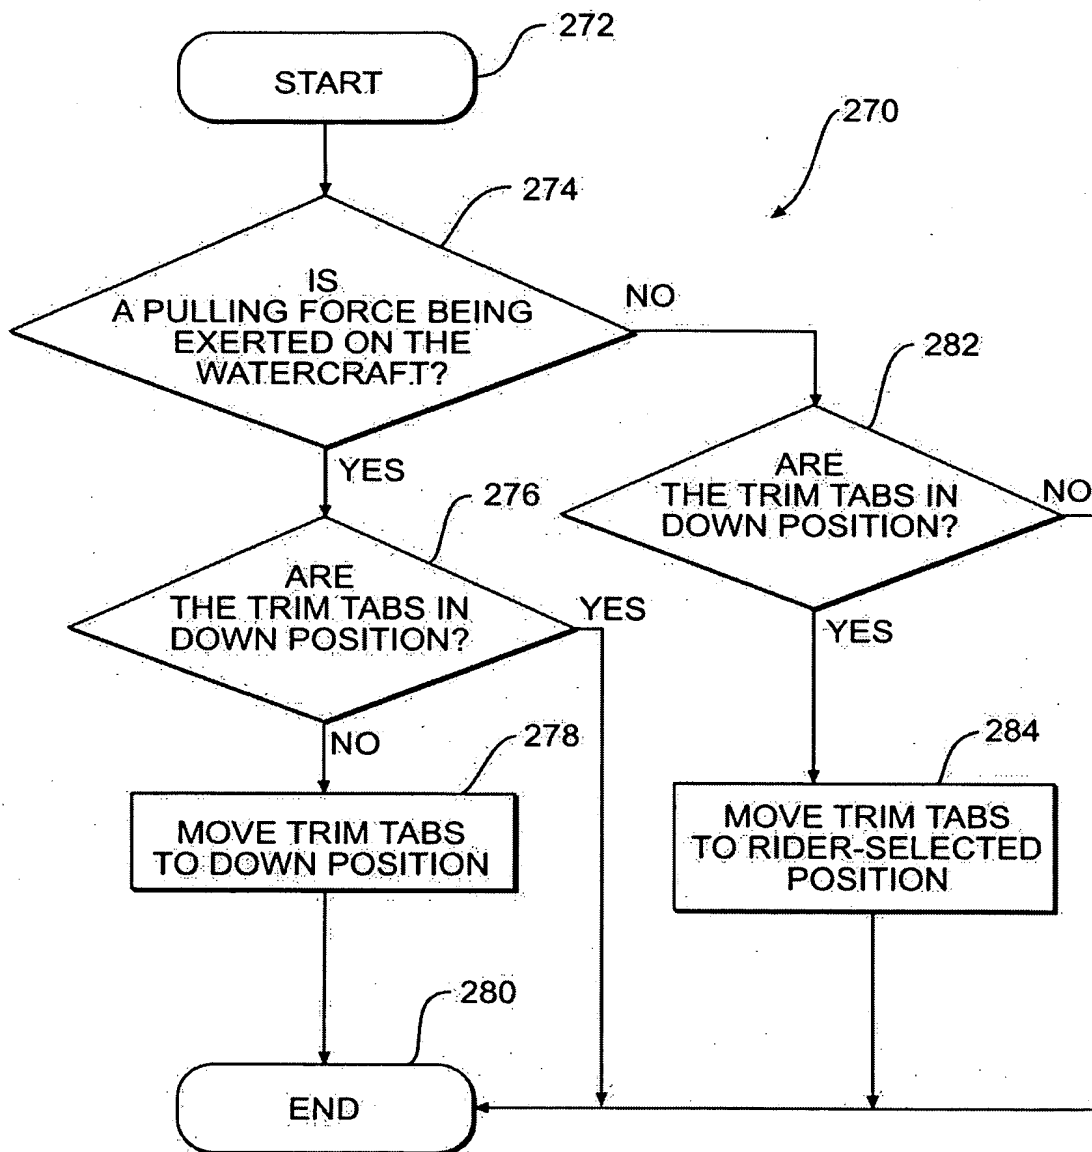 START
272
270
274
IS
A PULLING FORCE BEING
EXERTED ON THE
WATERCRAFT?
NO
YES
282
ARE
THE TRIM TABS IN
DOWN POSITION?
NO
YES
276
ARE
THE TRIM TABS IN
DOWN POSITION?
YES
NO
278
MOVE TRIM TABS
TO DOWN POSITION
284
MOVE TRIM TABS
TO RIDER-SELECTED
POSITION
280
END